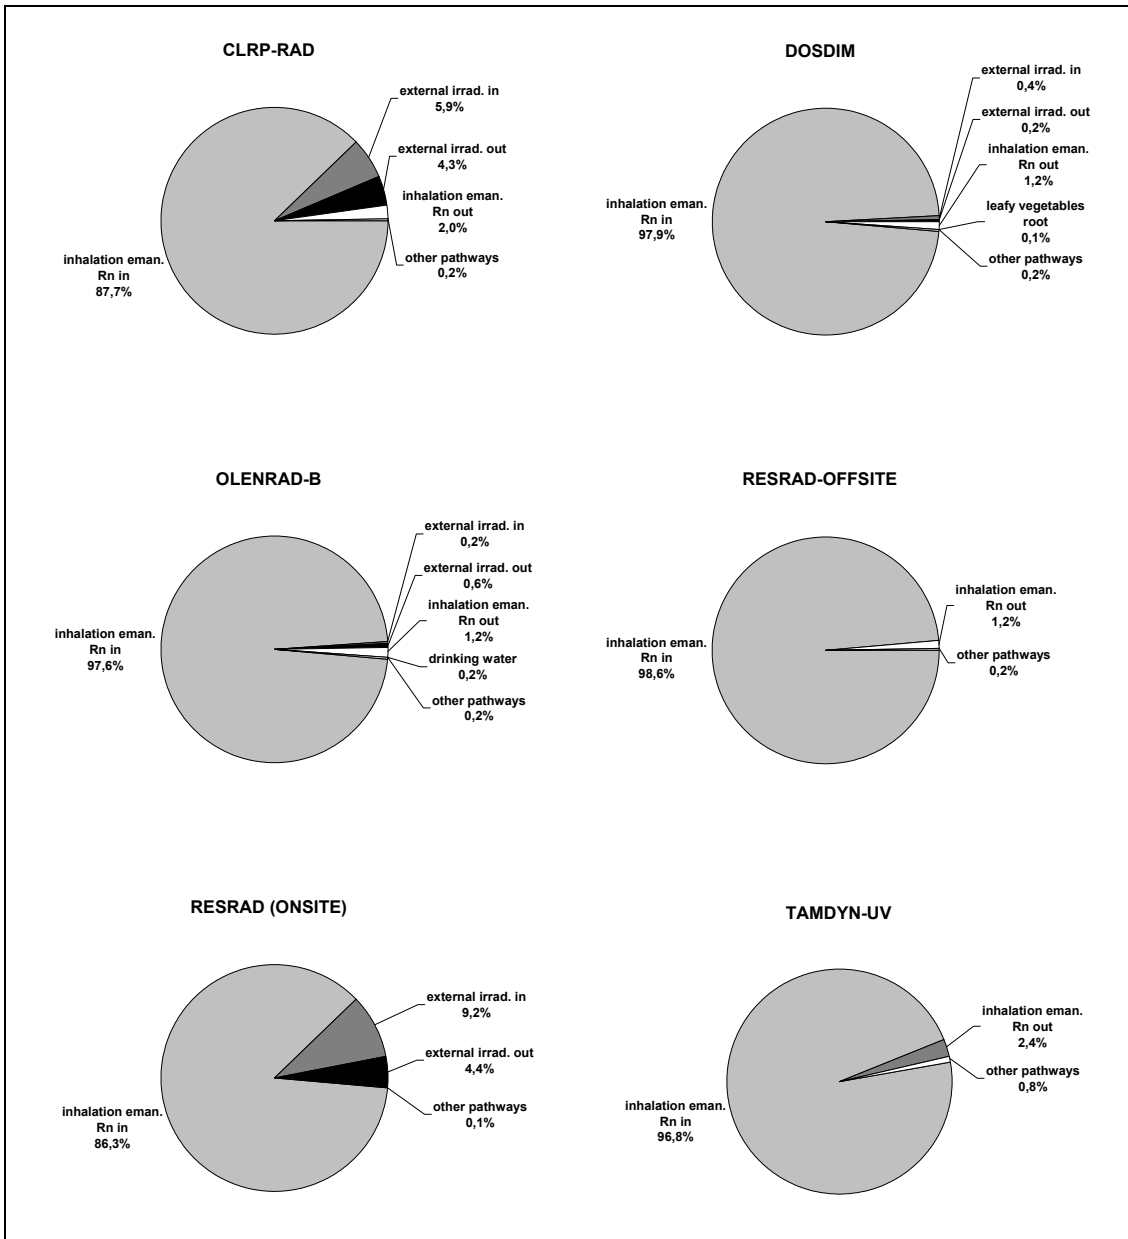 CLRP-RAD
external irrad. in
5,9%
external irrad. out
4,3%
inhalation eman.
Rn out
2,0%
other pathways
0,2%
inhalation eman.
Rn in
87,7%
DOSDIM
external irrad. in
0,4%
external irrad. out
0,2%
inhalation eman.
Rn out
1,2%
leafy vegetables
root
0,1%
other pathways
0,2%
inhalation eman.
Rn in
97,9%
OLENRAD-B
external irrad. in
0,2%
external irrad. out
0,6%
inhalation eman.
Rn out
1,2%
drinking water
0,2%
other pathways
0,2%
inhalation eman.
Rn in
97,6%
RESRAD-OFFSITE
inhalation eman.
Rn out
1,2%
other pathways
0,2%
inhalation eman.
Rn in
98,6%
RESRAD (ONSITE)
external irrad. in
9,2%
external irrad. out
4,4%
other pathways
0,1%
inhalation eman.
Rn in
86,3%
TAMDYN-UV
inhalation eman.
Rn out
2,4%
other pathways
0,8%
inhalation eman.
Rn in
96,8%